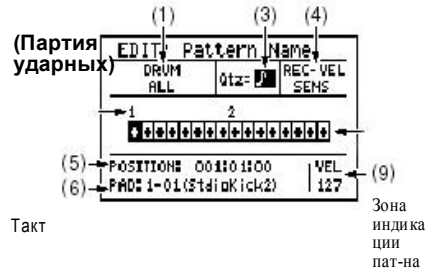 (1) (3) (4)
(Партия ударных)
EDIT: Pattern Name
DRUM ALL
Qtz=♪
REC-VEL SENS
1 2
(5) POSITION: 001:01:00 VEL
(6) PAD: 1-01(StdioKick2) 127 (9)
Такт
Зона
индика
ции
пат-на